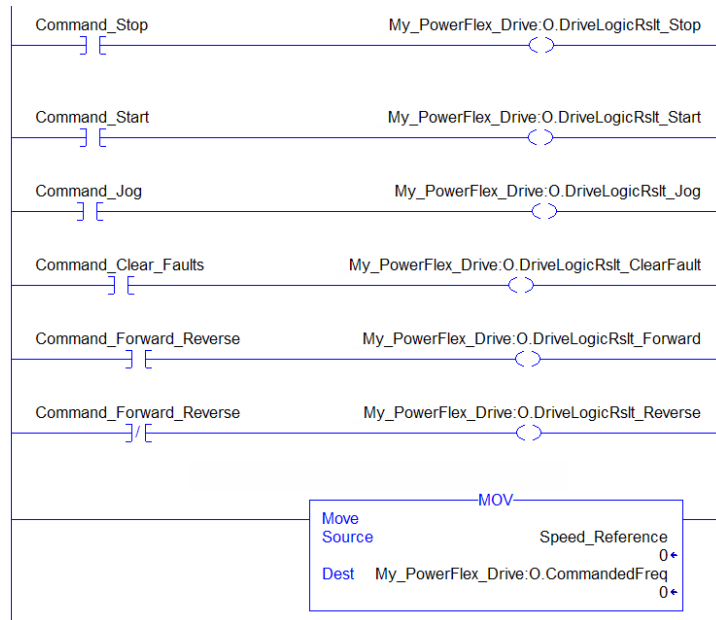 Command_Stop My_PowerFlex_Drive:O.DriveLogicRslt_Stop
Command_Start My_PowerFlex_Drive:O.DriveLogicRslt_Start
Command_Jog My_PowerFlex_Drive:O.DriveLogicRslt_Jog
Command_Clear_Faults My_PowerFlex_Drive:O.DriveLogicRslt_ClearFault
Command_Forward_Reverse My_PowerFlex_Drive:O.DriveLogicRslt_Forward
Command_Forward_Reverse My_PowerFlex_Drive:O.DriveLogicRslt_Reverse
MOV
Move
Source Speed_Reference
0
Dest My_PowerFlex_Drive:O.CommandedFreq
0